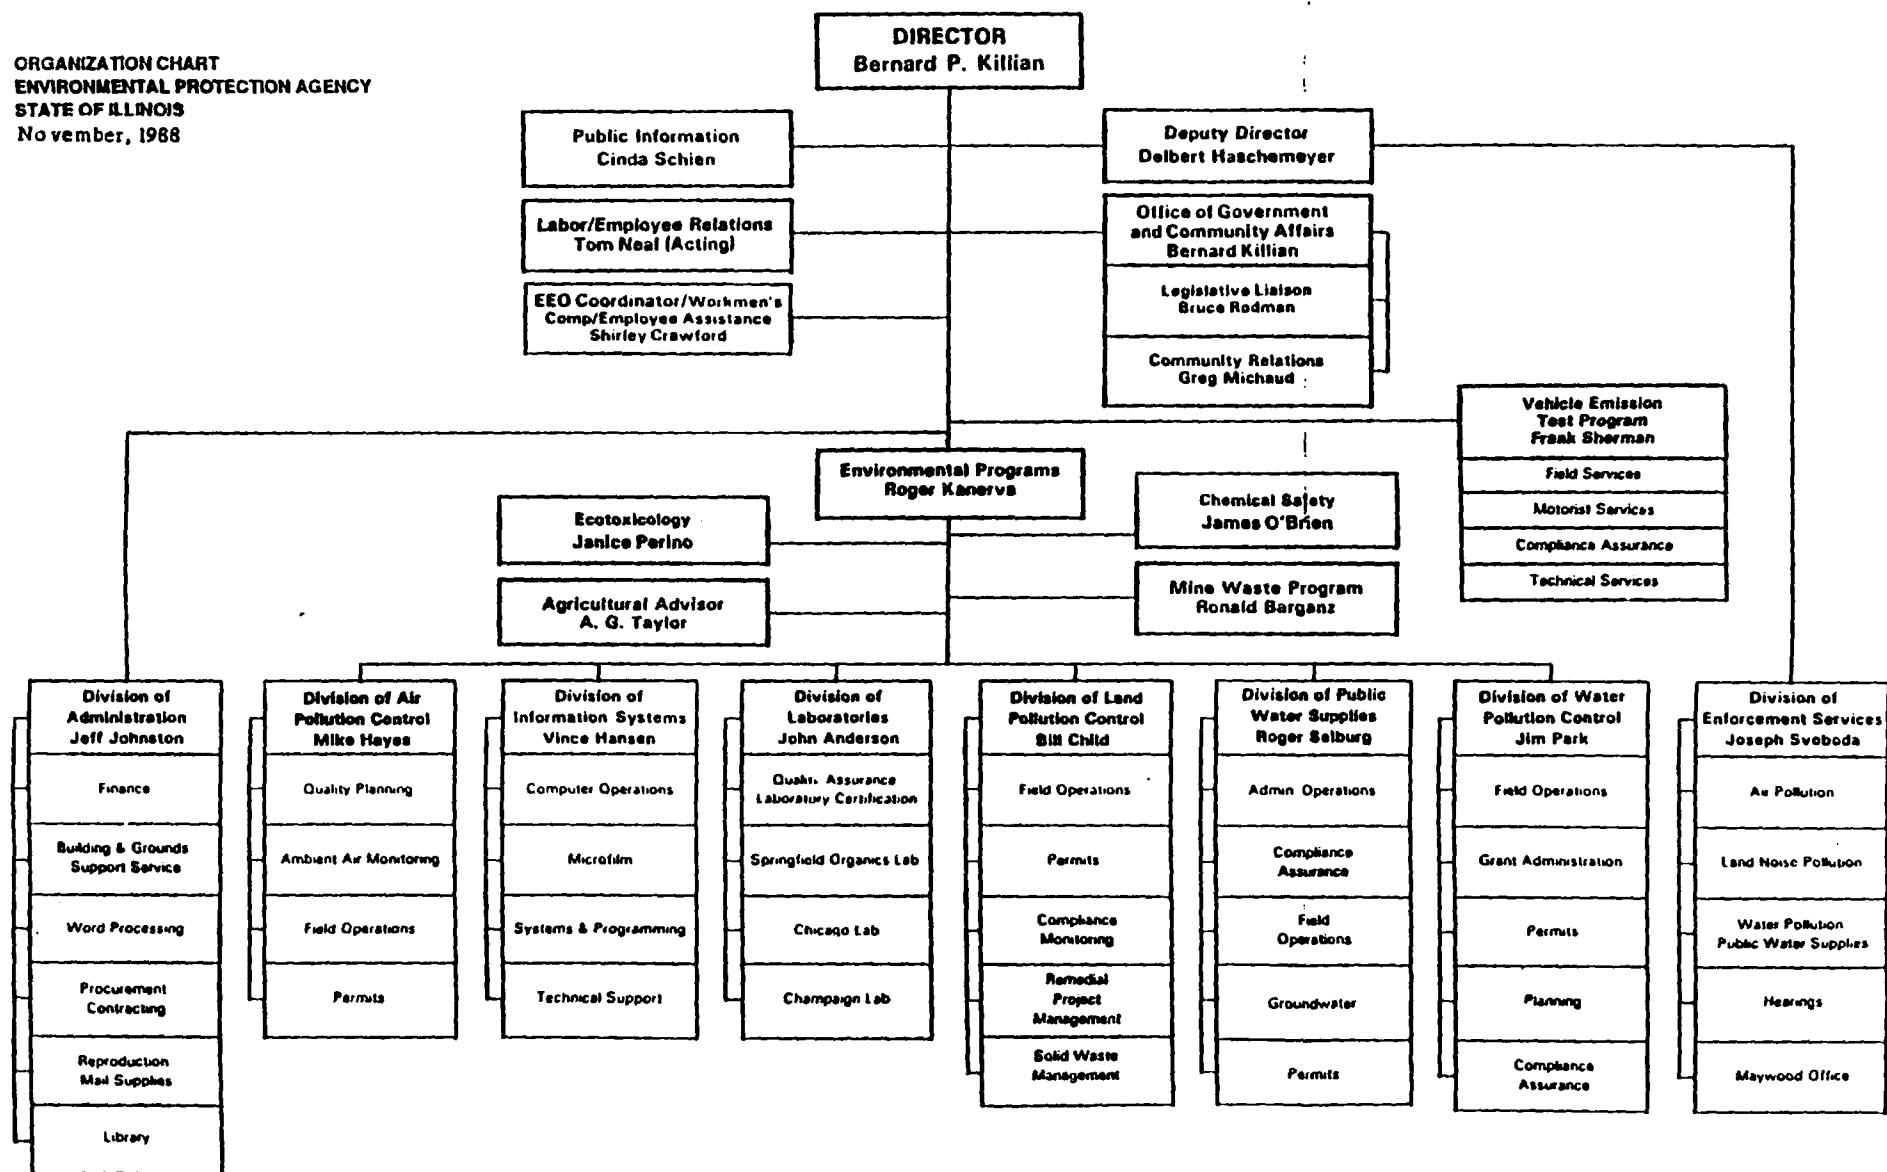 ORGANIZATION CHART
ENVIRONMENTAL PROTECTION AGENCY
STATE OF ILLINOIS
November, 1988
DIRECTOR
Bernard P. Killian
Public Information
Cinda Schien
Deputy Director
Delbert Haschemeyer
Labor/Employee Relations
Tom Neal (Acting)
Office of Government
and Community Affairs
Bernard Killian
EEO Coordinator/Workmen's
Comp/Employee Assistance
Shirley Crawford
Legislative Liaison
Bruce Rodman
Community Relations
Greg Michaud
Vehicle Emission
Test Program
Frank Sherman
Field Services
Motorist Services
Compliance Assurance
Technical Services
Environmental Programs
Roger Kanerva
Ecotoxicology
Janice Perino
Chemical Safety
James O'Brien
Agricultural Advisor
A. G. Taylor
Mine Waste Program
Ronald Barganz
Division of
Administration
Jeff Johnston
Finance
Building & Grounds
Support Service
Word Processing
Procurement
Contracting
Reproduction
Mail Supplies
Library
Division of Air
Pollution Control
Mike Hayes
Quality Planning
Ambient Air Monitoring
Field Operations
Permits
Division of
Information Systems
Vince Hansen
Computer Operations
Microfilm
Systems & Programming
Technical Support
Division of
Laboratories
John Anderson
Quality Assurance
Laboratory Certification
Springfield Organics Lab
Chicago Lab
Champaign Lab
Division of Land
Pollution Control
Bill Child
Field Operations
Permits
Compliance
Monitoring
Remedial
Project
Management
Solid Waste
Management
Division of Public
Water Supplies
Roger Selburg
Admin Operations
Compliance
Assurance
Field
Operations
Groundwater
Permits
Division of Water
Pollution Control
Jim Park
Field Operations
Grant Administration
Permits
Planning
Compliance
Assurance
Division of
Enforcement Services
Joseph Svoboda
Air Pollution
Land Noise Pollution
Water Pollution
Public Water Supplies
Hearings
Maywood Office